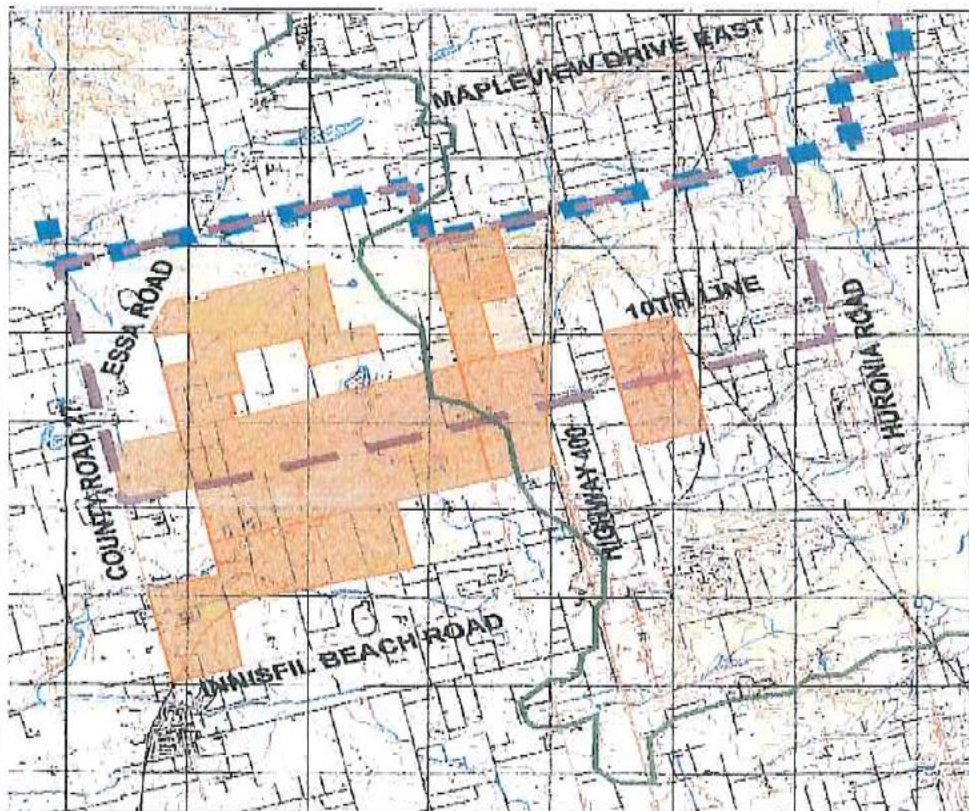 MAPLEVIEW DRIVE EAST
ESSA ROAD
10TH LINE
HURONIA ROAD
COUNTY ROAD 27
HIGHWAY 400
INNISFIL BEACH ROAD